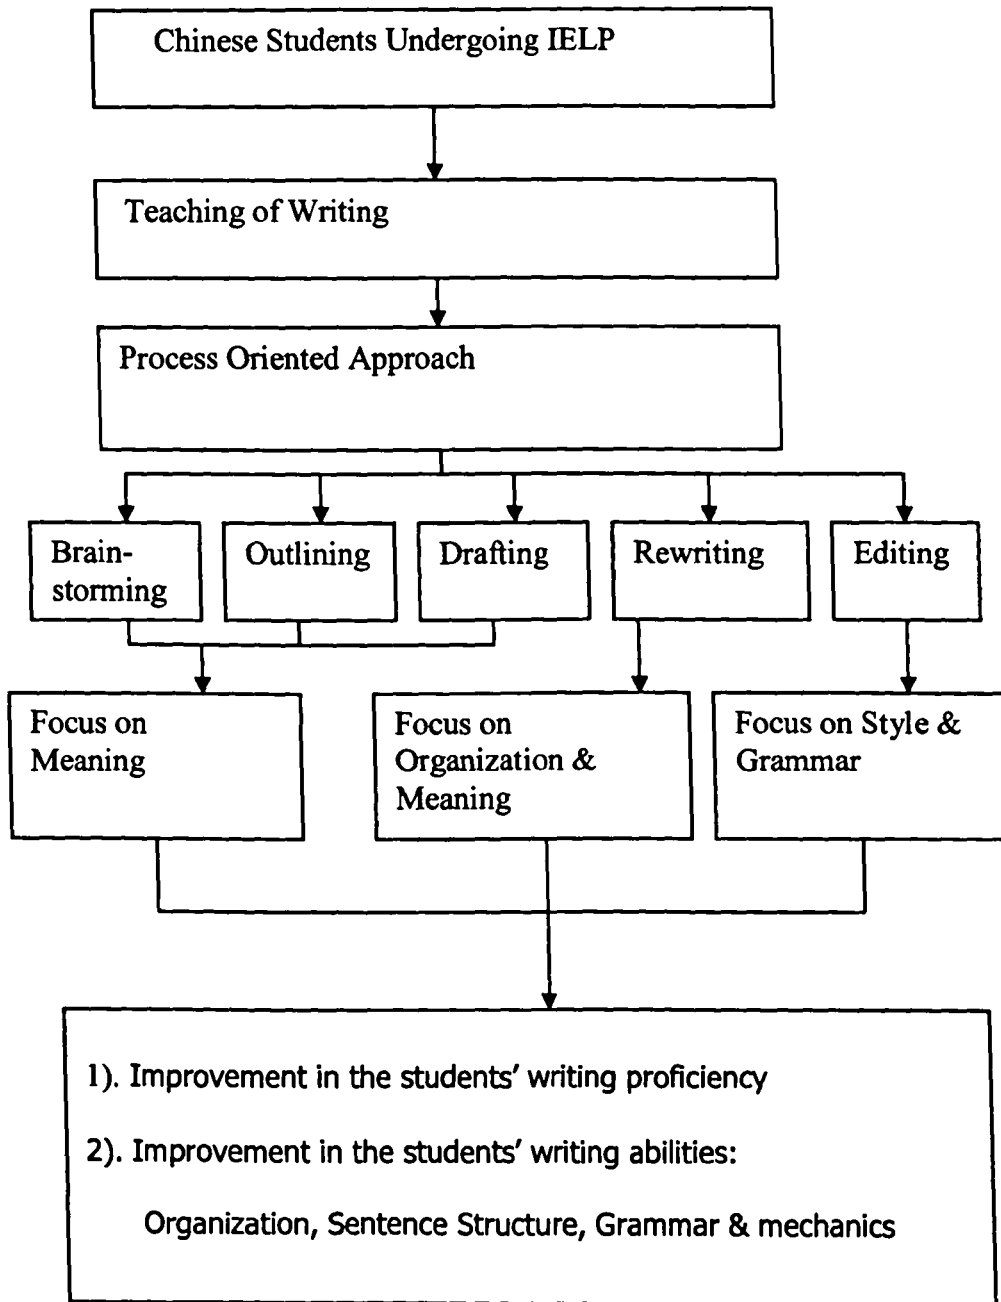 Chinese Students Undergoing IELP
Teaching of Writing
Process Oriented Approach
Brain-
storming
Outlining
Drafting
Rewriting
Editing
Focus on
Meaning
Focus on
Organization &
Meaning
Focus on Style &
Grammar
1). Improvement in the students' writing proficiency
2). Improvement in the students' writing abilities:
Organization, Sentence Structure, Grammar & mechanics